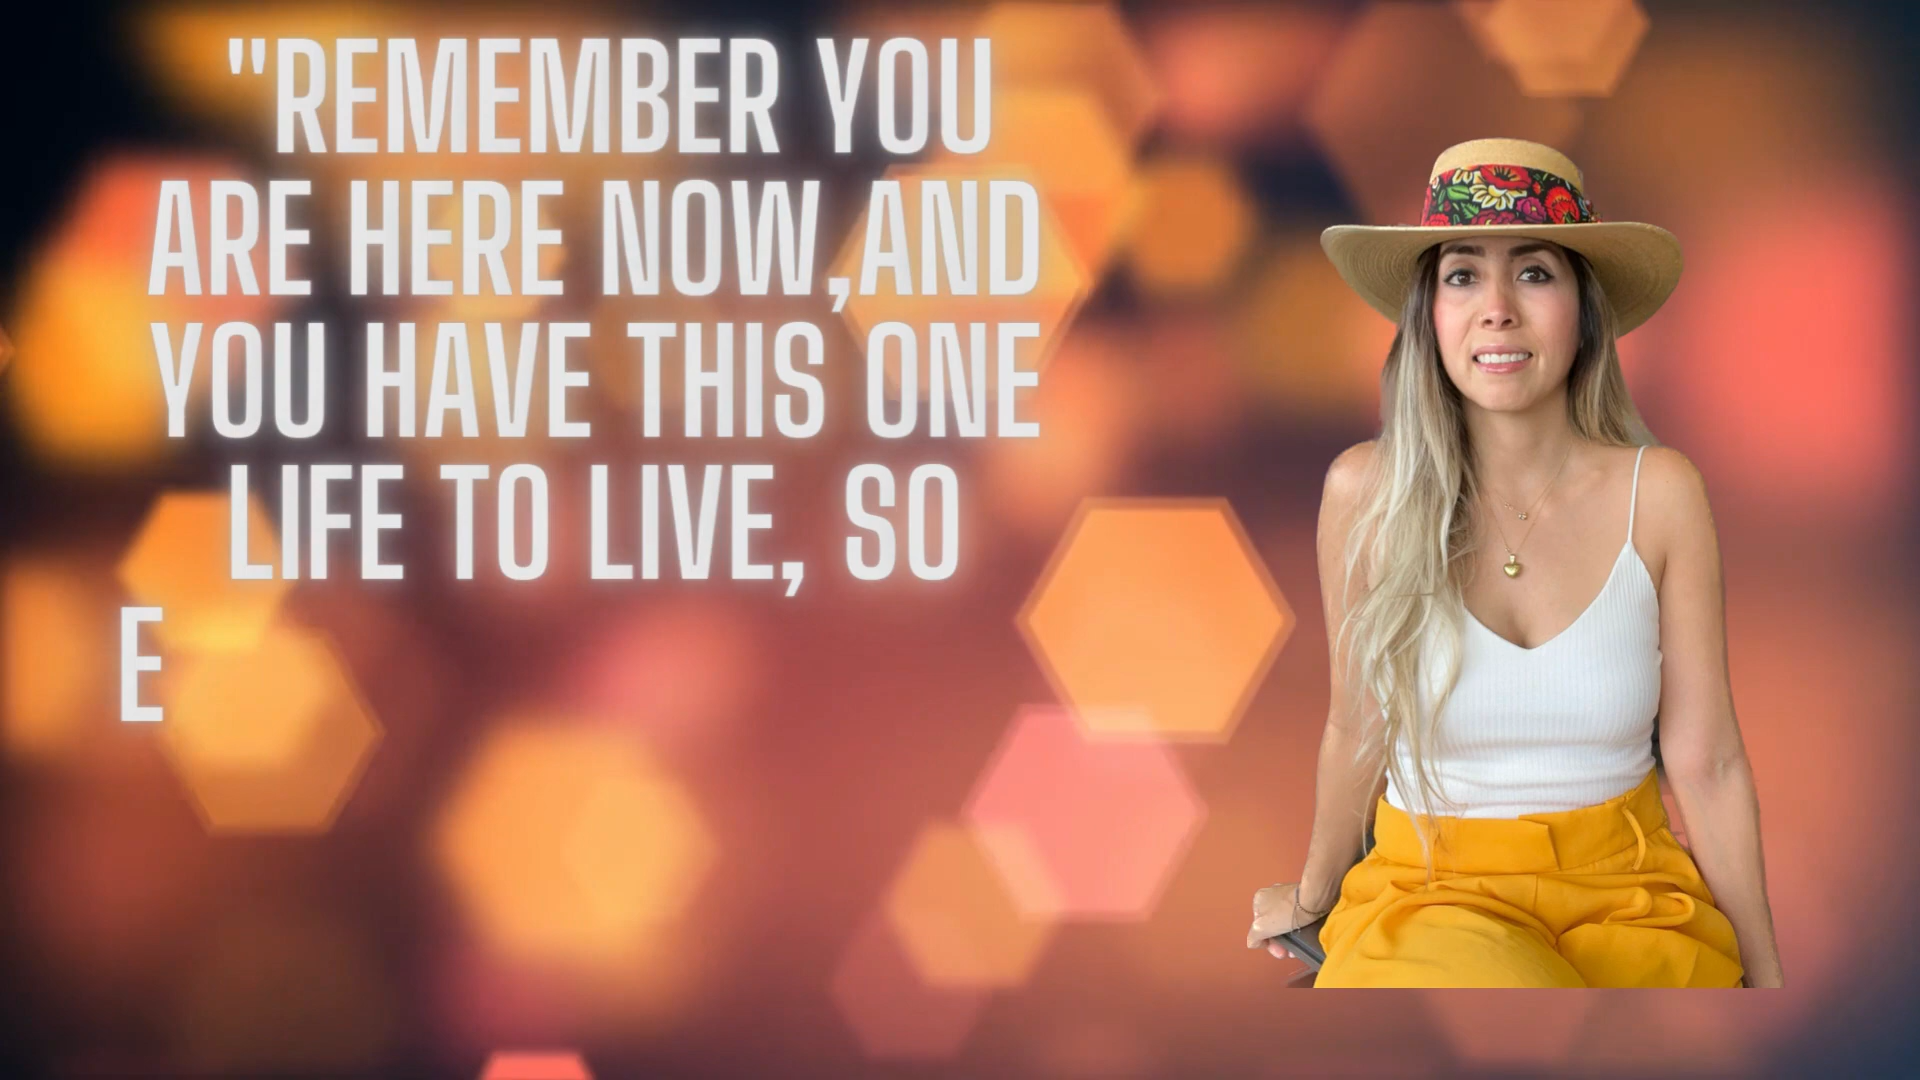 "REMEMBER YOU
ARE HERE NOW,AND
YOU HAVE THIS ONE
LIFE TO LIVE, SO
E